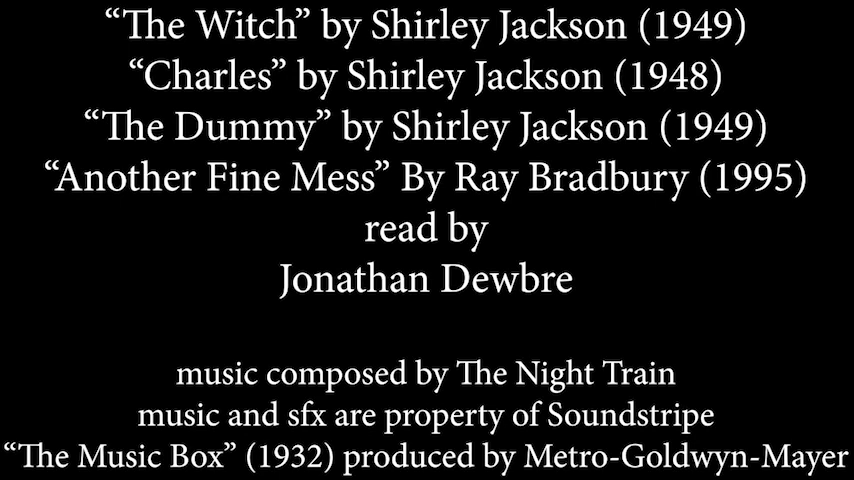 “The Witch” by Shirley Jackson (1949)
“Charles” by Shirley Jackson (1948)
“The Dummy” by Shirley Jackson (1949)
“Another Fine Mess” By Ray Bradbury (1995)
read by
Jonathan Dewbre
music composed by The Night Train
music and sfx are property of Soundstripe
“The Music Box” (1932) produced by Metro-Goldwyn-Mayer